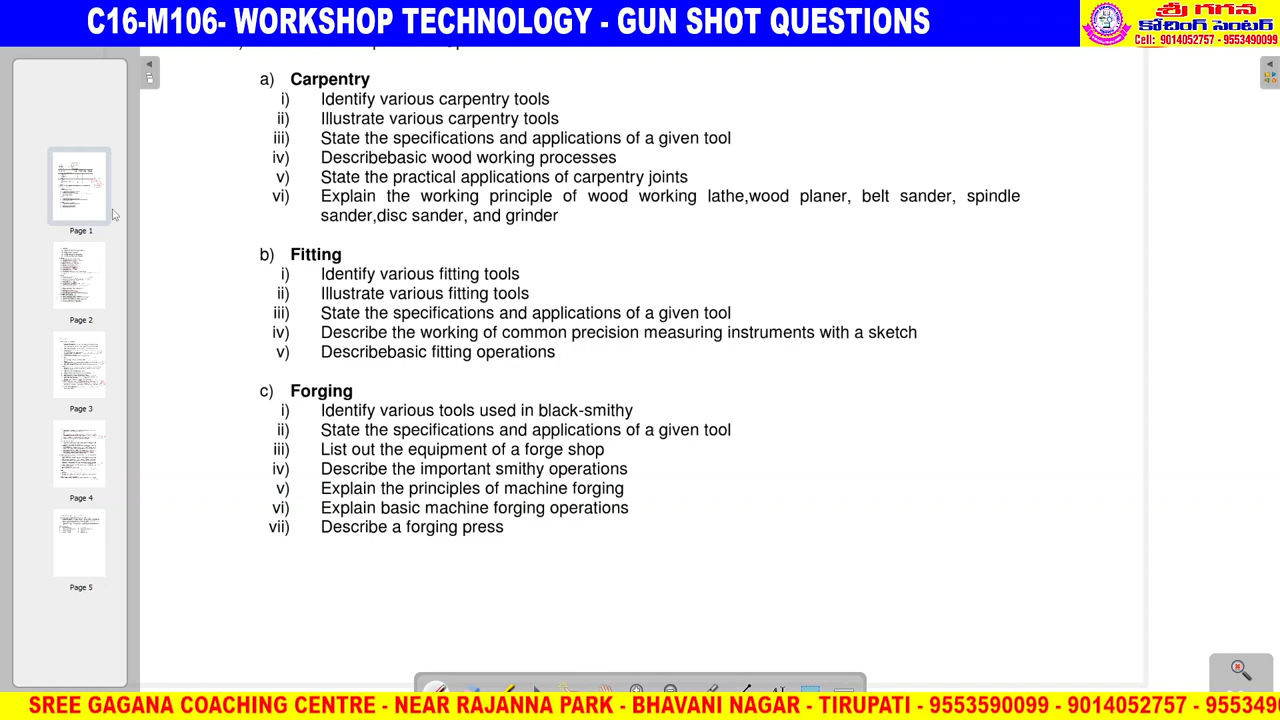 C16-M106- WORKSHOP TECHNOLOGY - GUN SHOT QUESTIONS
శ్రీ గగన
కోచింగ్ సెంటర్
Cell: 9014052757 - 9553490099
a) Carpentry
i) Identify various carpentry tools
ii) Illustrate various carpentry tools
iii) State the specifications and applications of a given tool
iv) Describebasic wood working processes
v) State the practical applications of carpentry joints
vi) Explain the working principle of wood working lathe,wood planer, belt sander, spindle
sander,disc sander, and grinder
b) Fitting
i) Identify various fitting tools
ii) Illustrate various fitting tools
iii) State the specifications and applications of a given tool
iv) Describe the working of common precision measuring instruments with a sketch
v) Describebasic fitting operations
c) Forging
i) Identify various tools used in black-smithy
ii) State the specifications and applications of a given tool
iii) List out the equipment of a forge shop
iv) Describe the important smithy operations
v) Explain the principles of machine forging
vi) Explain basic machine forging operations
vii) Describe a forging press
Page 1
Page 2
Page 3
Page 4
Page 5
SREE GAGANA COACHING CENTRE - NEAR RAJANNA PARK - BHAVANI NAGAR - TIRUPATI - 9553590099 - 9014052757 - 955349